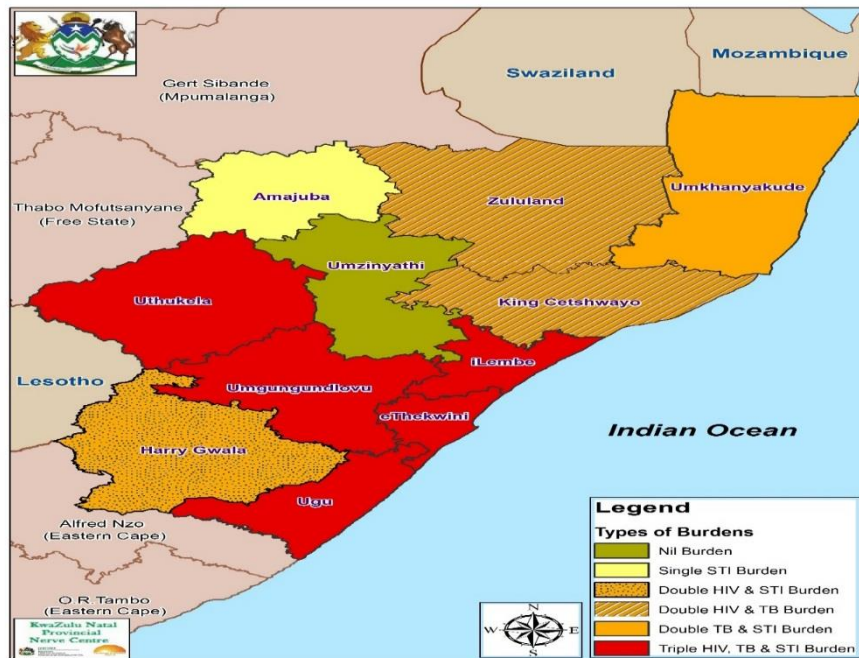 Mozambique
Swaziland
Gert Sibande
(Mpumalanga)
Amajuba
Zululand
Umkhanyakude
Thabo Mofutsanyane
(Free State)
Umzinyathi
Uthukela
King Cetshwayo
iLembe
Lesotho
Umgungundlovu
eThekwini
Indian Ocean
Harry Gwala
Ugu
Alfred Nzo
(Eastern Cape)
O.R.Tambo
(Eastern Cape)
KwaZulu Natal
Provincial
Nerve Centre
N
W
E
S
Legend
Types of Burdens
Nil Burden
Single STI Burden
Double HIV & STI Burden
Double HIV & TB Burden
Double TB & STI Burden
Triple HIV, TB & STI Burden